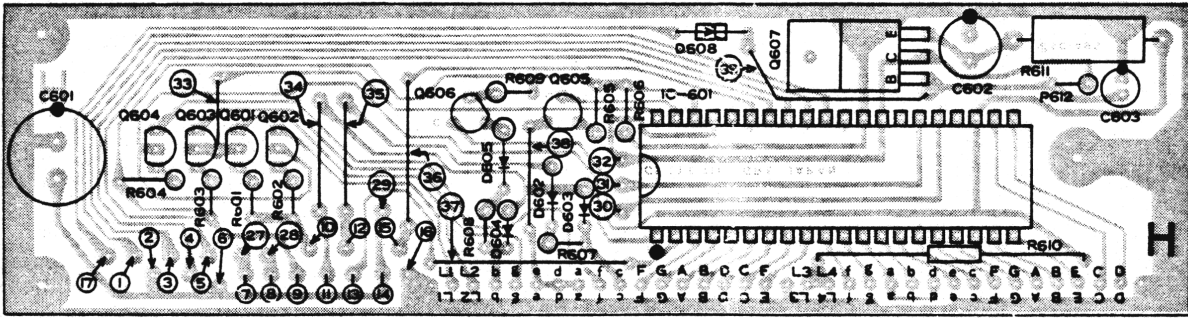 D608
Q607
E
C
B
39
C602
R611
R612
C603
33
34
35
C601
Q604
Q603
Q601
Q602
Q606
R609
Q605
R605
R606
IC-601
D605
38
32
31
30
36
29
R604
R603
R601
R602
37
R608
D604
D602
D603
R607
2
4
6
27
28
10
12
15
16
17
1
3
5
7
8
9
11
13
14
R610
H
L1 L2 b g e d a f c F G A B D C E L3 L4 f g a b d e c F G A B E C D